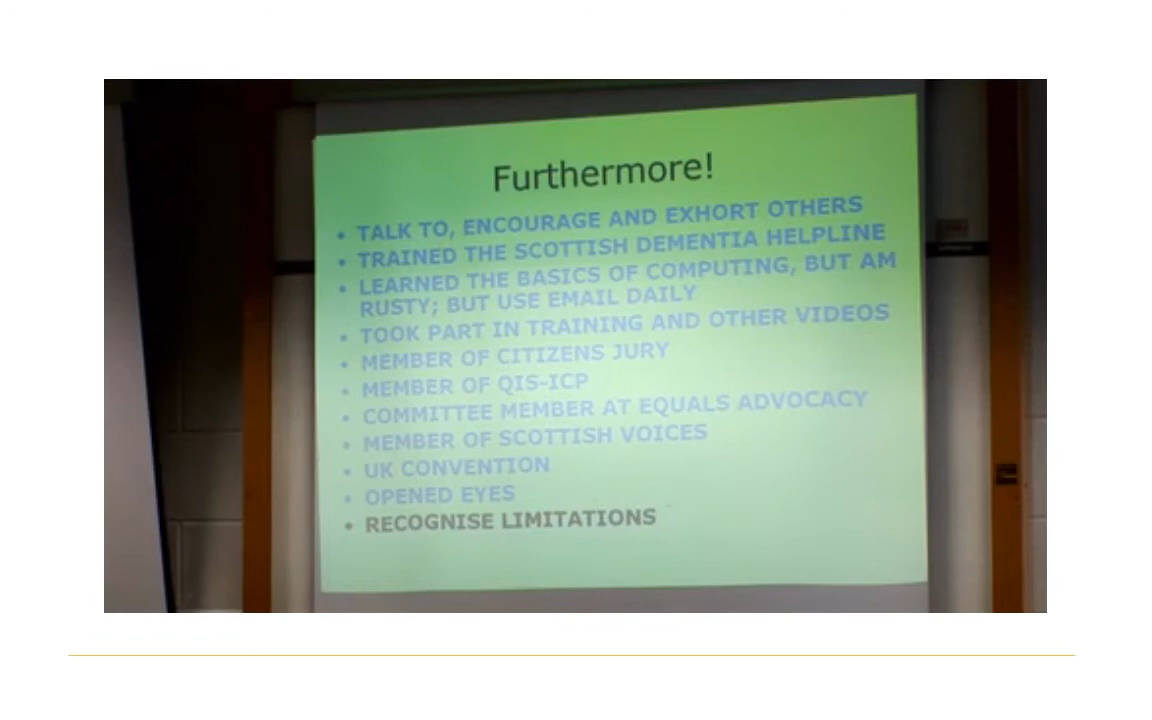 Furthermore!
• TALK TO, ENCOURAGE AND EXHORT OTHERS
• TRAINED THE SCOTTISH DEMENTIA HELPLINE
• LEARNED THE BASICS OF COMPUTING, BUT AM
RUSTY; BUT USE EMAIL DAILY
• TOOK PART IN TRAINING AND OTHER VIDEOS
• MEMBER OF CITIZENS JURY
• MEMBER OF QIS-ICP
• COMMITTEE MEMBER AT EQUALS ADVOCACY
• MEMBER OF SCOTTISH VOICES
• UK CONVENTION
• OPENED EYES
• RECOGNISE LIMITATIONS